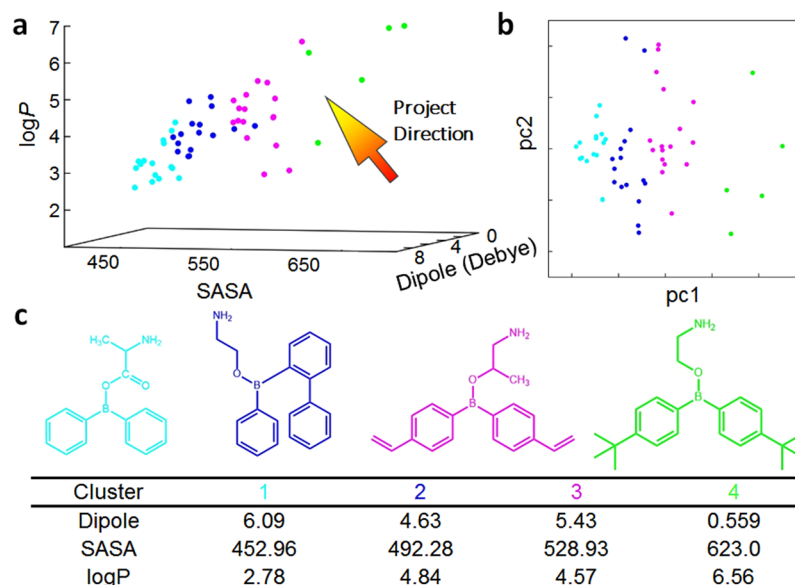 a
b
7
6
5
4
3
2
logP
Project
Direction
450
550
650
SASA
8
4
0
Dipole (Debye)
pc2
pc1
c
H₃C
NH₂
C
O
O
B
NH₂
O
B
NH₂
O
CH₃
B
NH₂
O
B
Cluster 1 2 3 4
Dipole 6.09 4.63 5.43 0.559
SASA 452.96 492.28 528.93 623.0
logP 2.78 4.84 4.57 6.56